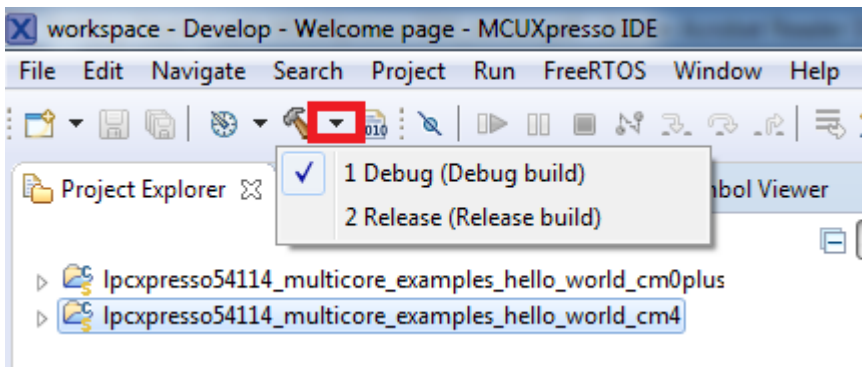 workspace - Develop - Welcome page - MCUXpresso IDE
File Edit Navigate Search Project Run FreeRTOS Window Help
010
Project Explorer
1 Debug (Debug build)
2 Release (Release build)
Viewer
lpcxpresso54114_multicore_examples_hello_world_cm0plus
lpcxpresso54114_multicore_examples_hello_world_cm4